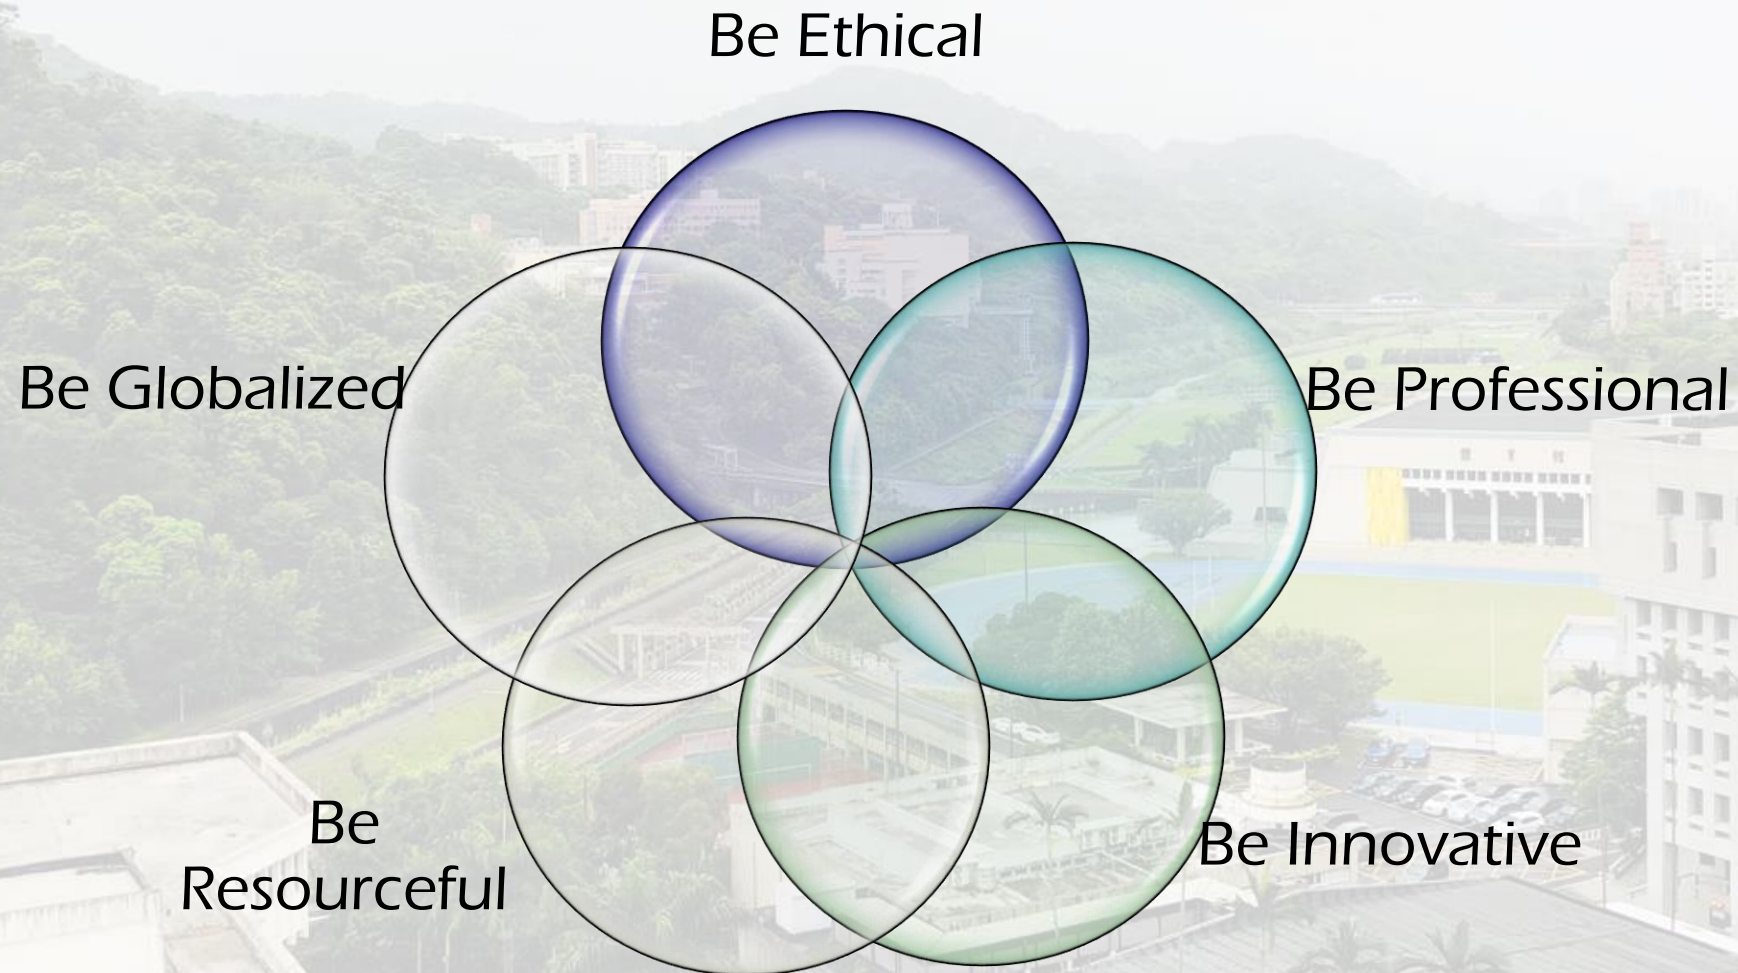 Be Ethical
Be Globalized
Be Professional
Be
Resourceful
Be Innovative